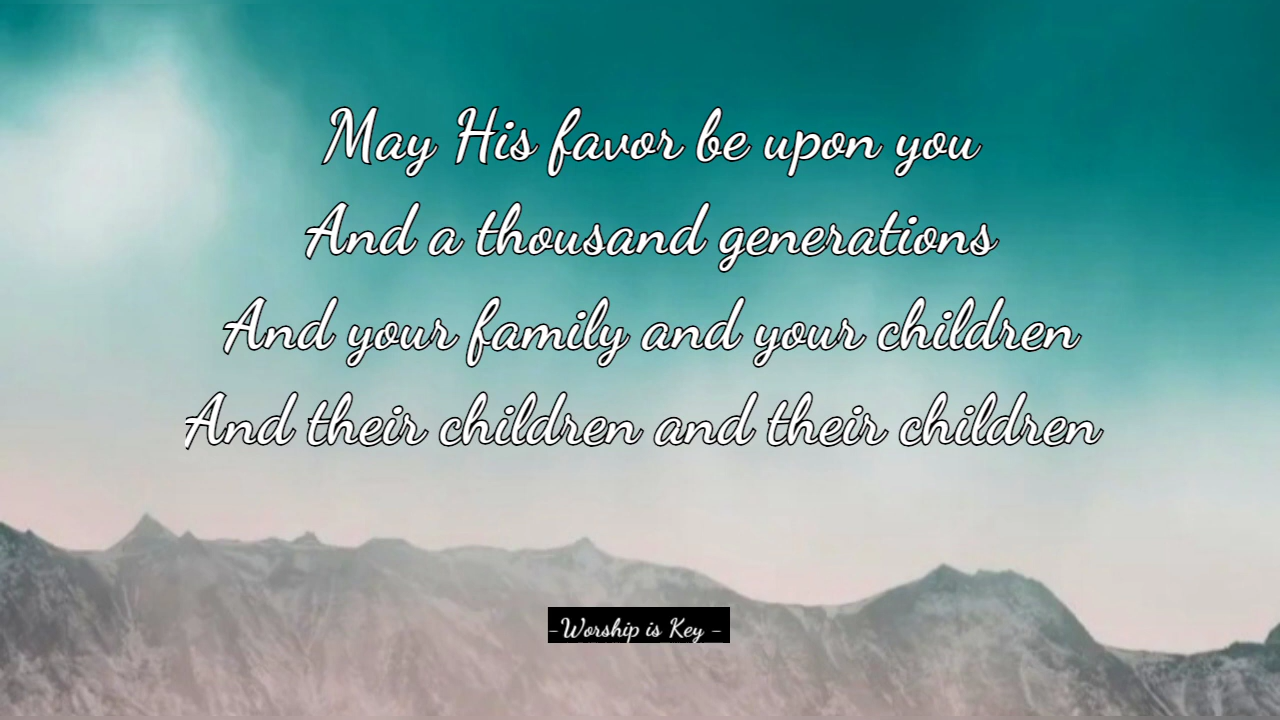 May His favor be upon you
And a thousand generations
And your family and your children
And their children and their children
-Worship is Key -